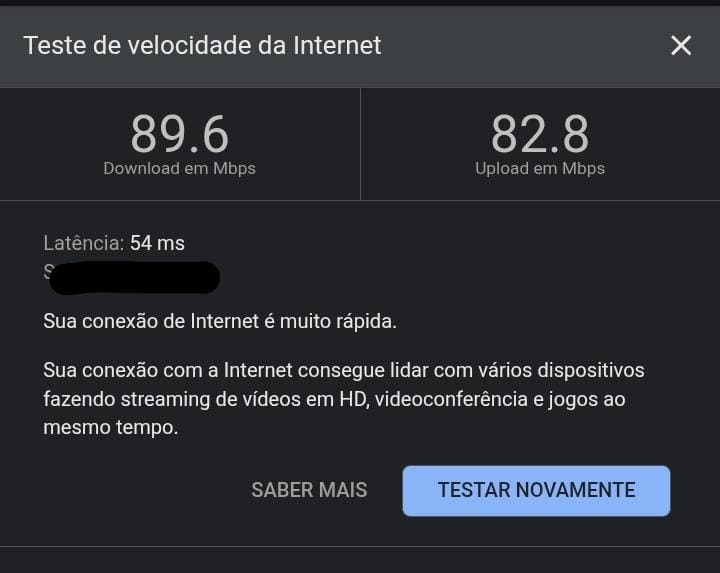 Teste de velocidade da Internet
89.6
Download em Mbps
82.8
Upload em Mbps
Latência: 54 ms
Sua conexão de Internet é muito rápida.
Sua conexão com a Internet consegue lidar com vários dispositivos
fazendo streaming de vídeos em HD, videoconferência e jogos ao
mesmo tempo.
SABER MAIS
TESTAR NOVAMENTE